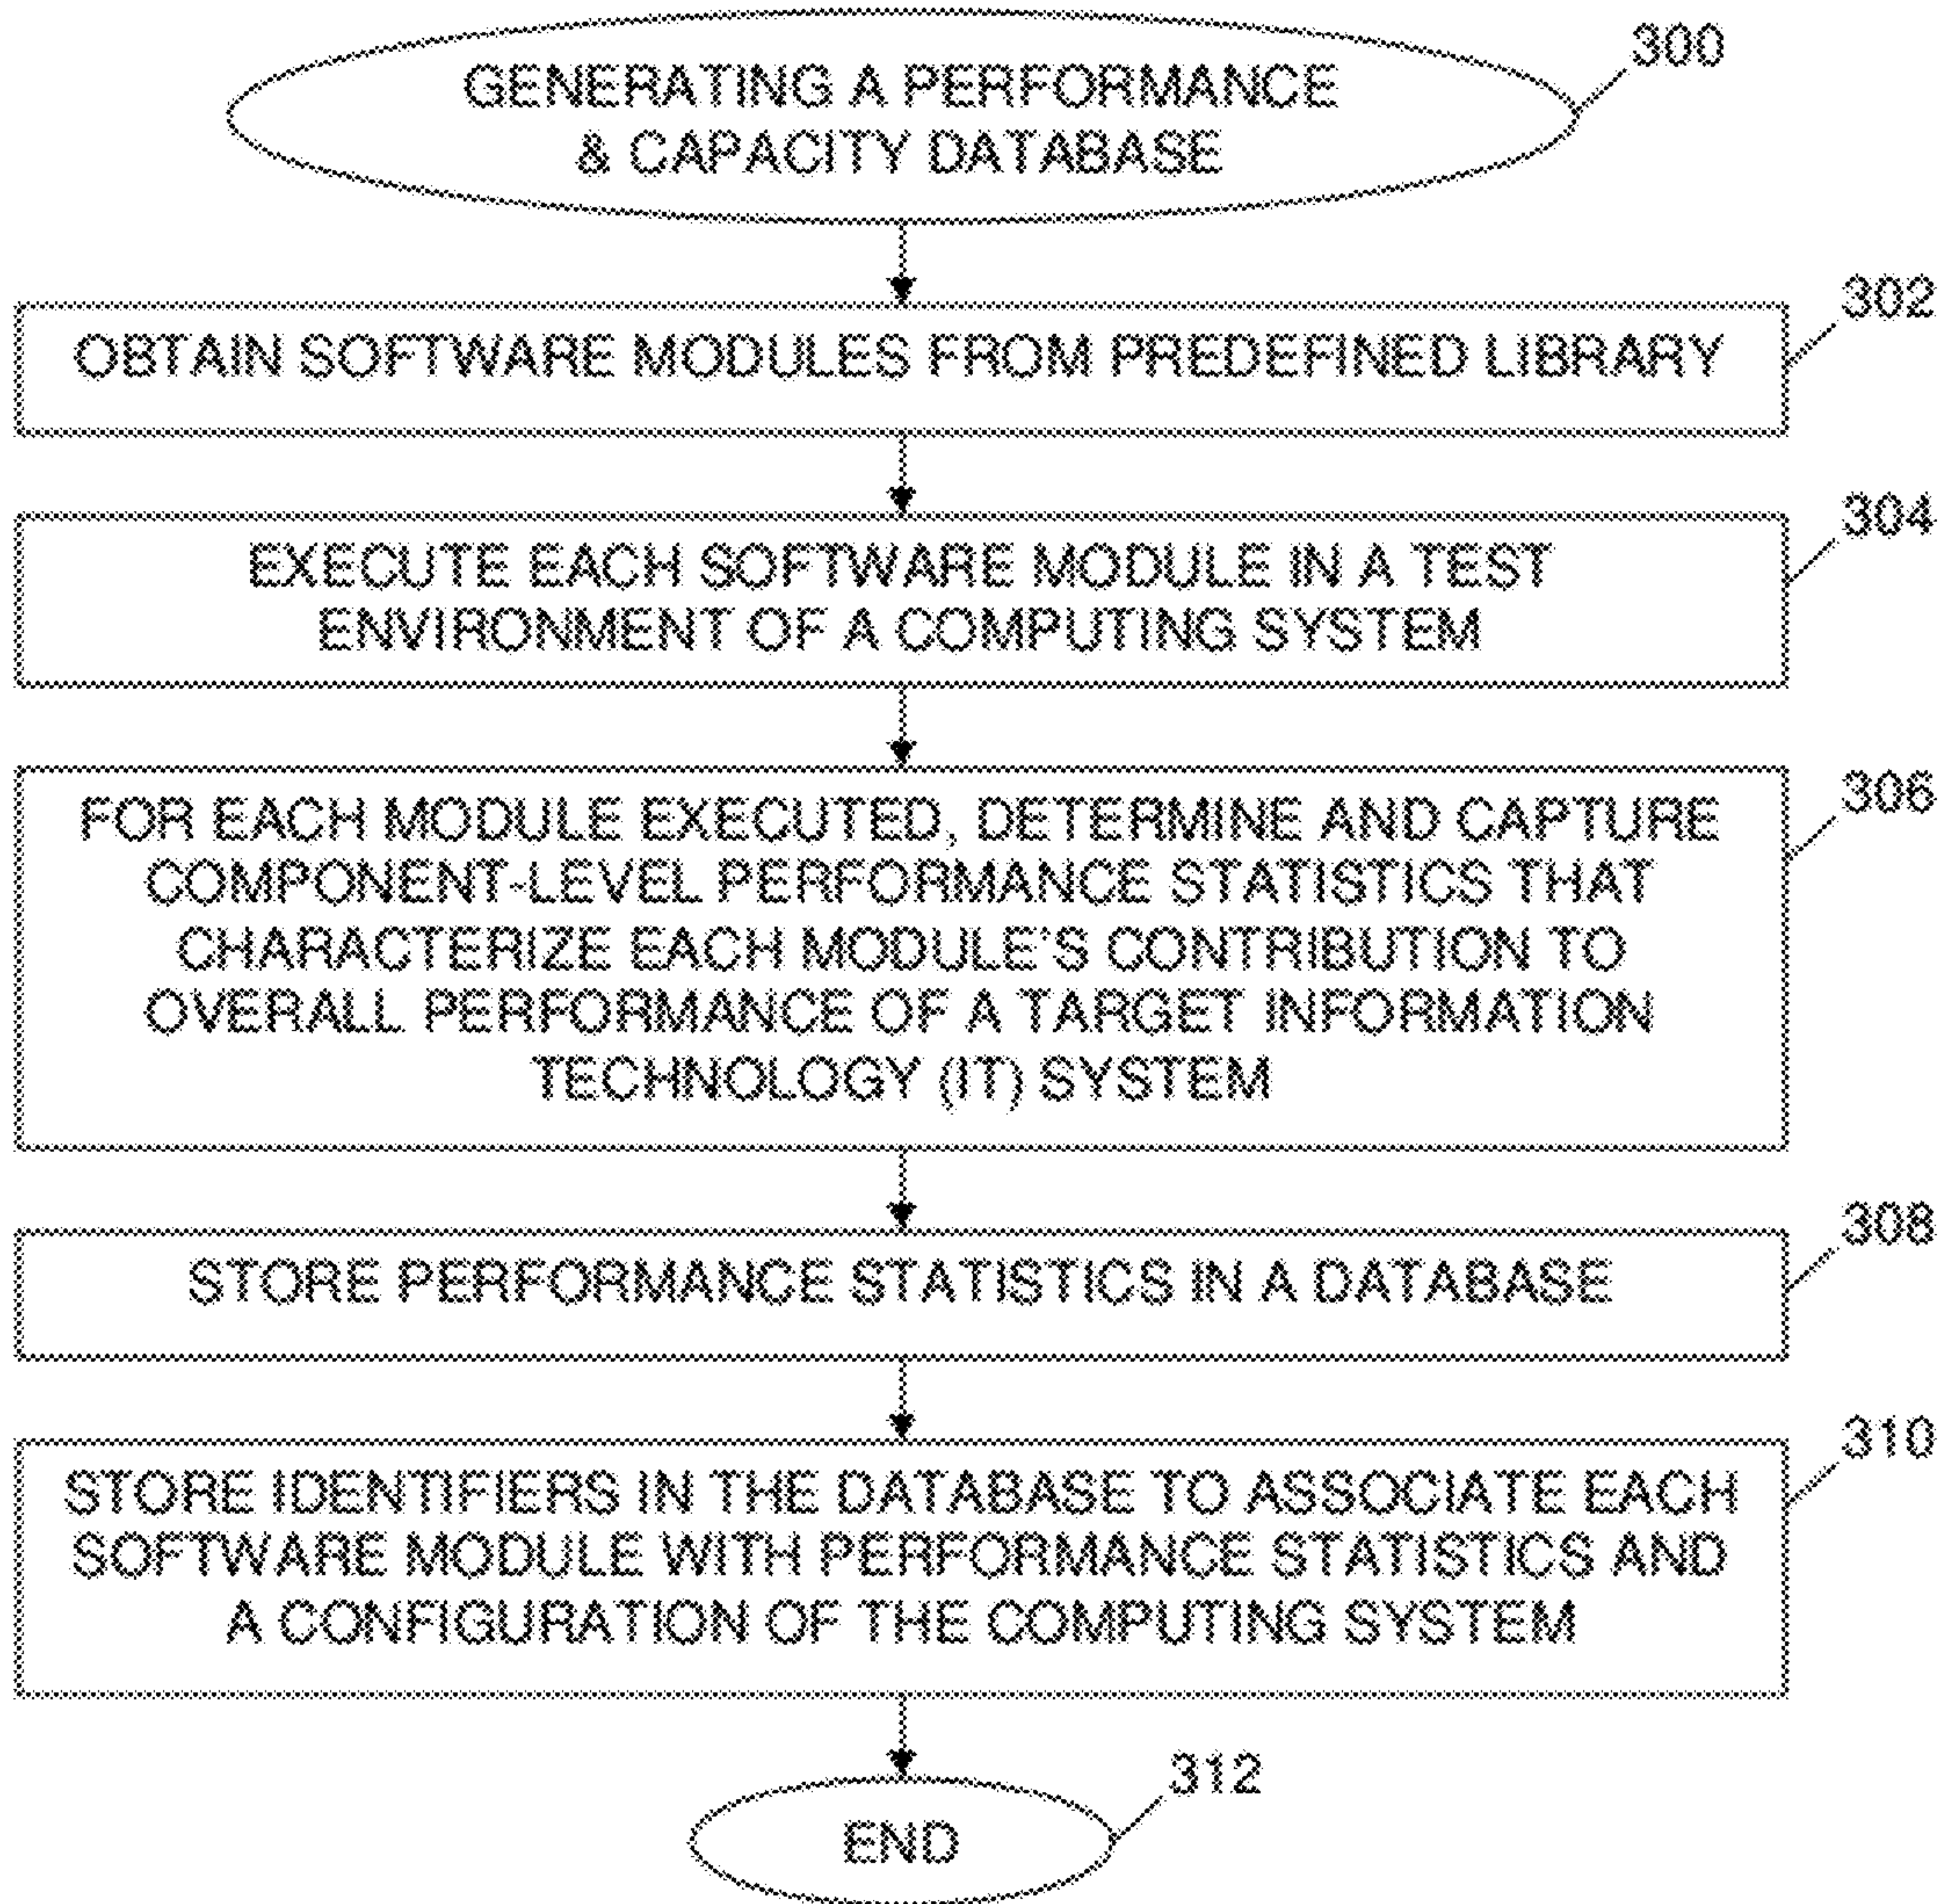 GENERATING A PERFORMANCE
& CAPACITY DATABASE
300
302
OBTAIN SOFTWARE MODULES FROM PREDEFINED LIBRARY
304
EXECUTE EACH SOFTWARE MODULE IN A TEST
ENVIRONMENT OF A COMPUTING SYSTEM
306
FOR EACH MODULE EXECUTED, DETERMINE AND CAPTURE
COMPONENT-LEVEL PERFORMANCE STATISTICS THAT
CHARACTERIZE EACH MODULE'S CONTRIBUTION TO
OVERALL PERFORMANCE OF A TARGET INFORMATION
TECHNOLOGY (IT) SYSTEM
308
STORE PERFORMANCE STATISTICS IN A DATABASE
310
STORE IDENTIFIERS IN THE DATABASE TO ASSOCIATE EACH
SOFTWARE MODULE WITH PERFORMANCE STATISTICS AND
A CONFIGURATION OF THE COMPUTING SYSTEM
312
END